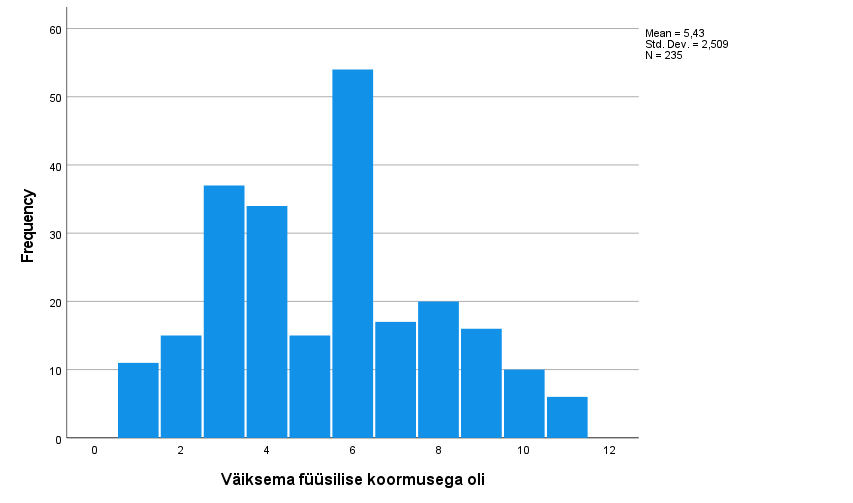 60
50
40
30
20
10
0
Frequency
0 2 4 6 8 10 12
Väiksema füüsilise koormusega oli
Mean = 5,43
Std. Dev. = 2,509
N = 235